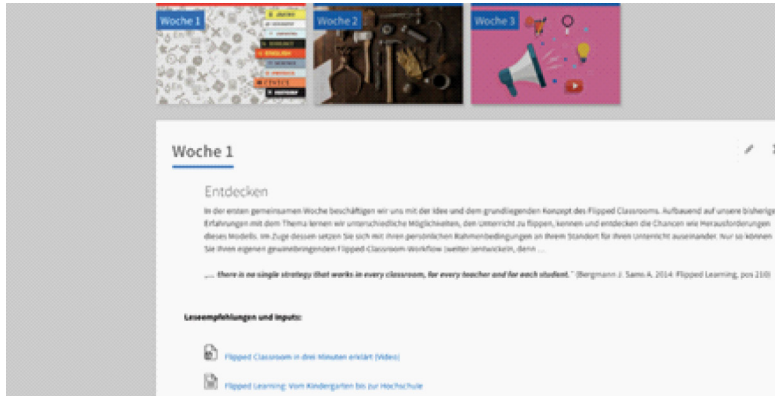 Woche 1
Woche 2
Woche 3
ENGLISH
Woche 1
Entdecken
In der ersten gemeinsamen Woche beschäftigen wir uns mit der Idee und dem grundliegenden Konzept des Flipped Classrooms. Aufbauend auf unsere bisherige
Erfahrungen mit dem Thema lernen wir unterschiedliche Möglichkeiten, den Unterricht zu flippen, kennen und entdecken die Chancen wie Herausforderungen
dieses Modells. Im Zuge dessen setzen Sie sich mit Ihren persönlichen Rahmenbedingungen an Ihrem Standort für Ihren Unterricht auseinander. Nur so können
Sie Ihren eigenen gewinnbringenden Flipped-Classroom Workflow (weiter-)entwickeln, denn ...
„... there is no single strategy that works in every classroom, for every teacher and for each student." (Bergmann J. Sams A, 2014: Flipped Learning, pos 210)
Leseempfehlungen und Inputs:
Flipped Classroom in drei Minuten erklärt (Video)
Flipped Learning: Vom Kindergarten bis zur Hochschule